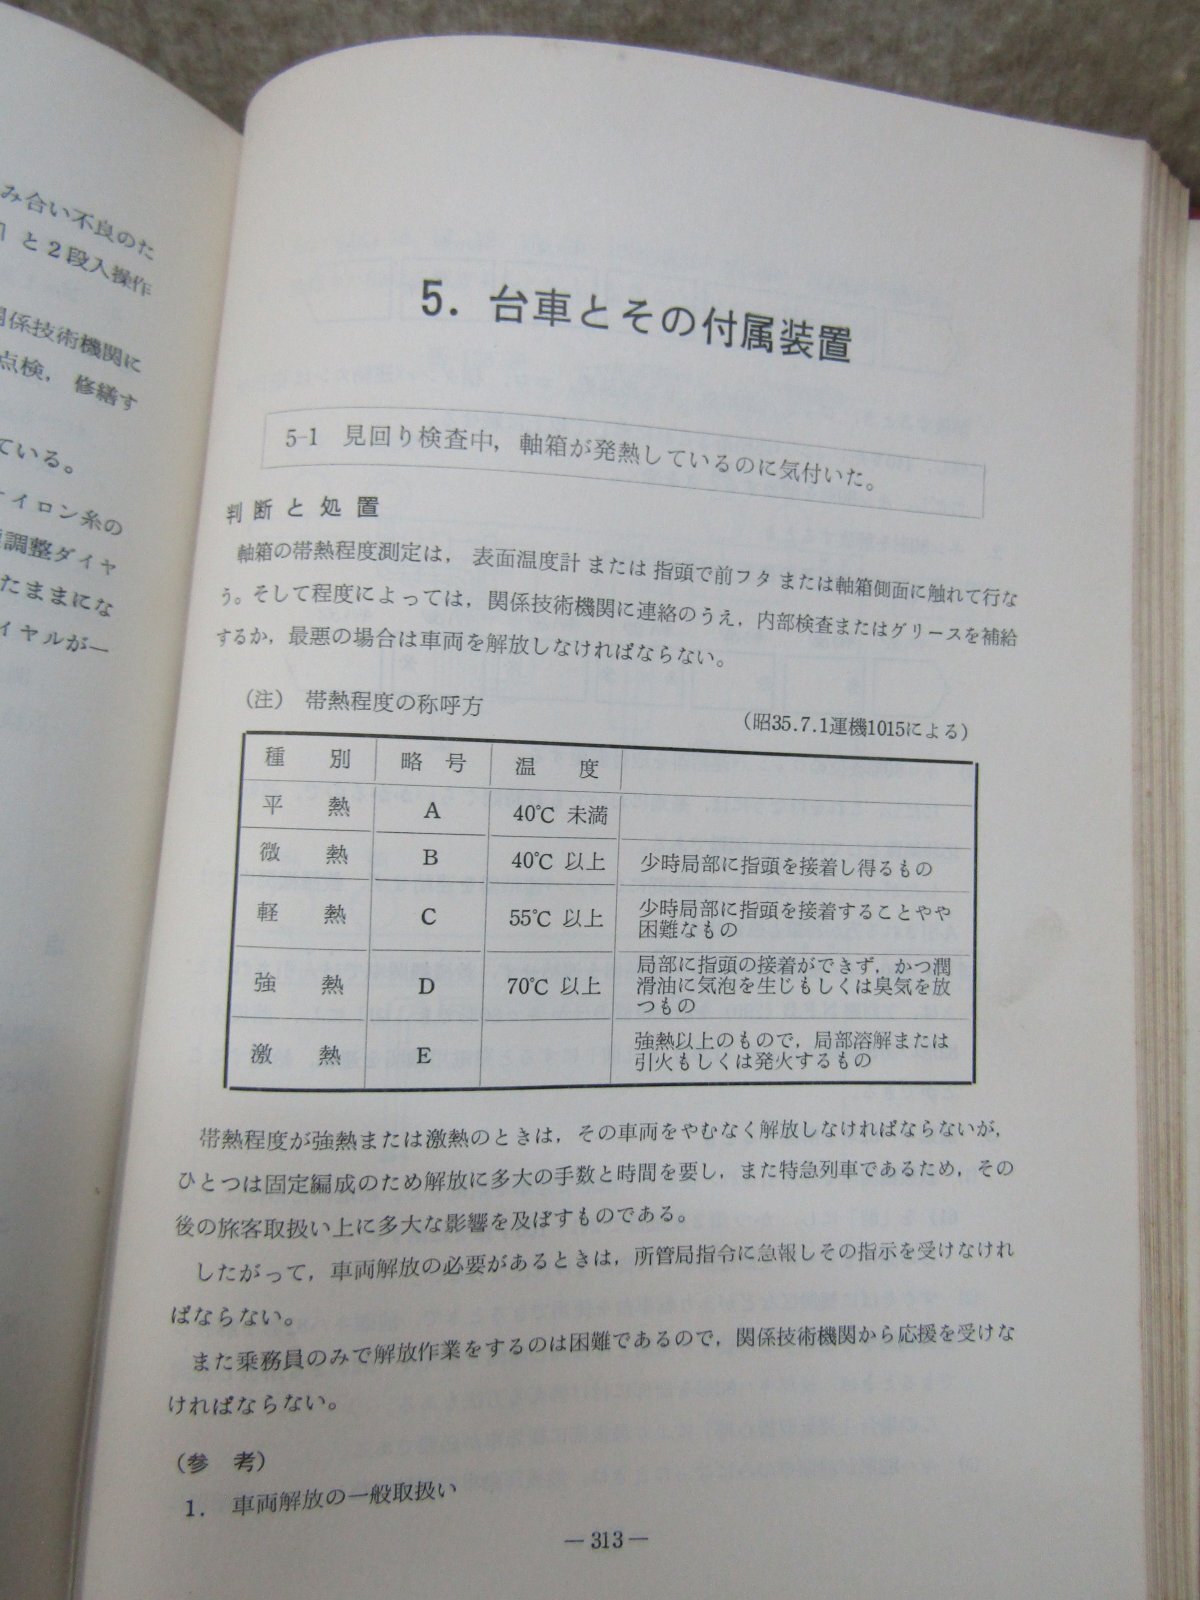 み合い不良のた
と2段入操作
係技術機関に
点検，修繕す
ている。
イロン糸の
調整ダイヤ
たままにな
イヤルが一
5．台車とその付属装置
5-1　見回り検査中，軸箱が発熱しているのに気付いた。
判断と処置
軸箱の帯熱程度測定は，表面温度計または指頭で前フタまたは軸箱側面に触れて行な
う。そして程度によっては，関係技術機関に連絡のうえ，内部検査またはグリースを補給
するか，最悪の場合は車両を解放しなければならない。
（注）　帯熱程度の称呼方
（昭35.7.1運機1015による）
種　別　略　号　温　度
平　熱　A　40℃ 未満
微　熱　B　40℃ 以上　少時局部に指頭を接着し得るもの
軽　熱　C　55℃ 以上　少時局部に指頭を接着することやや
困難なもの
強　熱　D　70℃ 以上　局部に指頭の接着ができず，かつ潤
滑油に気泡を生じもしくは臭気を放
つもの
激　熱　E　強熱以上のもので，局部溶解または
引火もしくは発火するもの
帯熱程度が強熱または激熱のときは，その車両をやむなく解放しなければならないが，
ひとつは固定編成のため解放に多大の手数と時間を要し，また特急列車であるため，その
後の旅客取扱い上に多大な影響を及ぼすものである。
したがって，車両解放の必要があるときは，所管局指令に急報しその指示を受けなけれ
ばならない。
また乗務員のみで解放作業をするのは困難であるので，関係技術機関から応援を受けな
ければならない。
（参　考）
1．　車両解放の一般取扱い
— 313 —